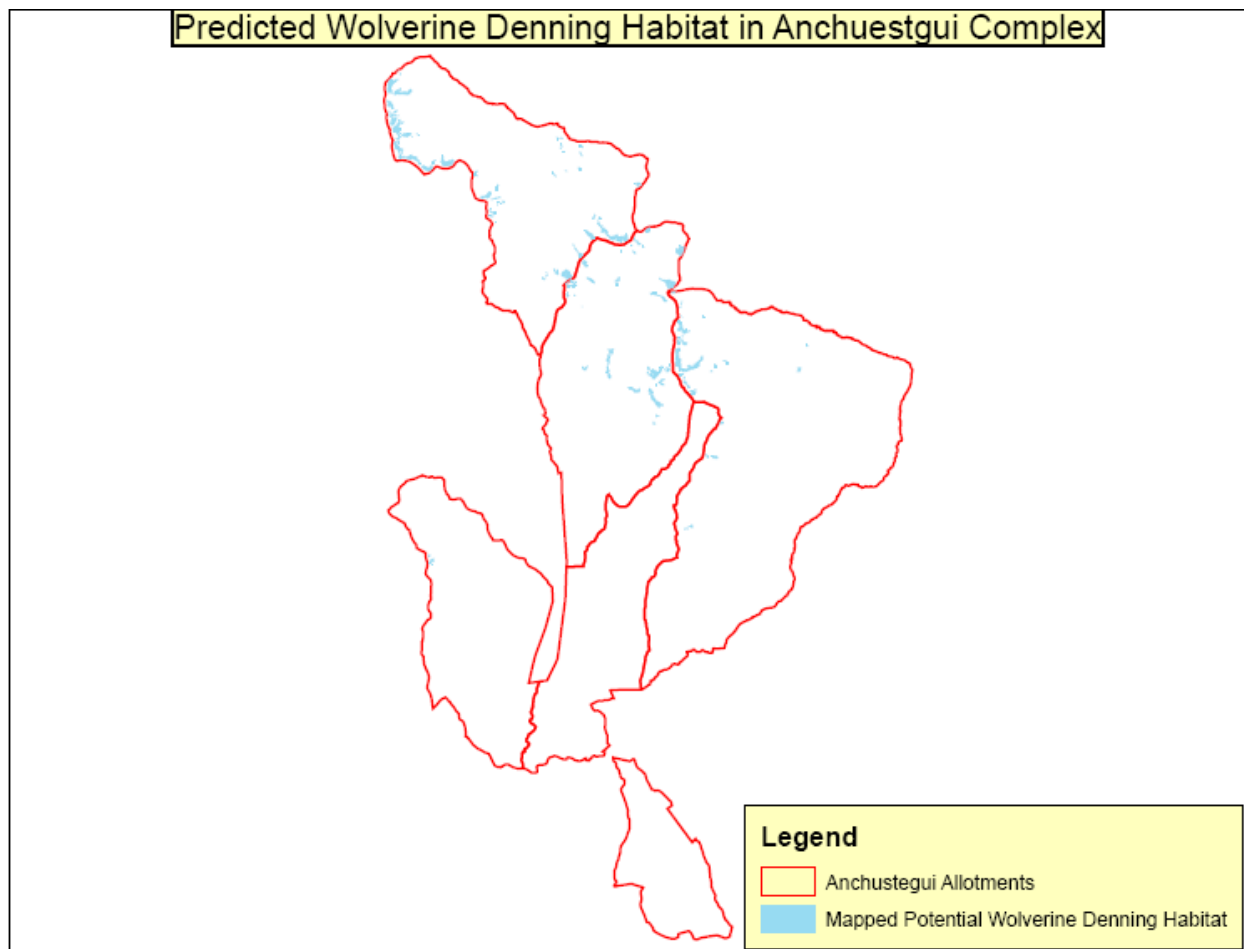 Predicted Wolverine Denning Habitat in Anchuestgui Complex
Legend
Anchustegui Allotments
Mapped Potential Wolverine Denning Habitat